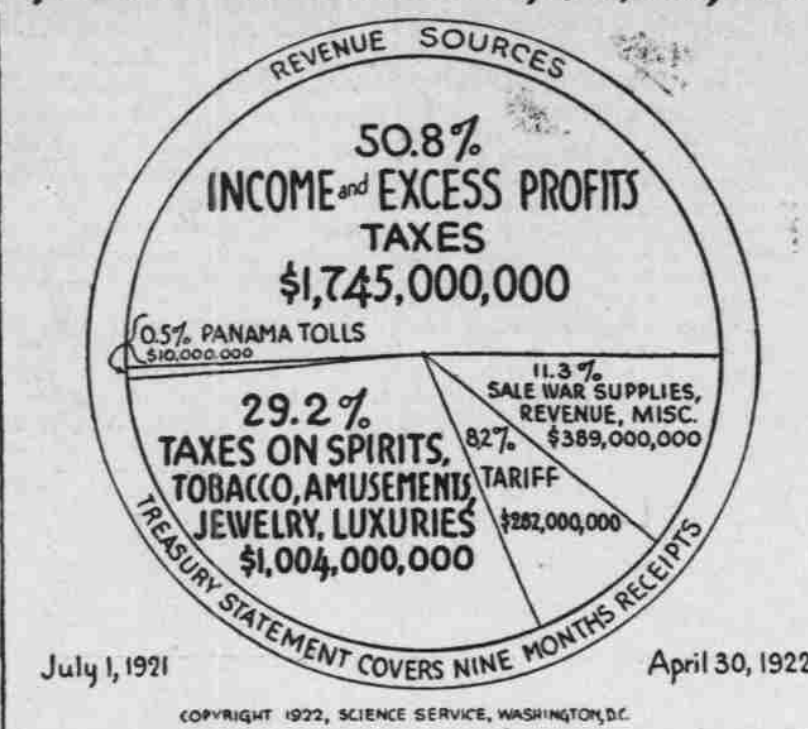 REVENUE SOURCES
50.8%
INCOME and EXCESS PROFITS
TAXES
$1,745,000,000
0.5% PANAMA TOLLS
$10,000,000
11.3%
SALE WAR SUPPLIES,
REVENUE, MISC.
$389,000,000
8.2%
TARIFF
$282,000,000
29.2%
TAXES ON SPIRITS,
TOBACCO, AMUSEMENTS,
JEWELRY, LUXURIES
$1,004,000,000
TREASURY STATEMENT COVERS NINE MONTHS RECEIPTS
July 1, 1921
April 30, 1922
COPYRIGHT 1922, SCIENCE SERVICE, WASHINGTON, D.C.